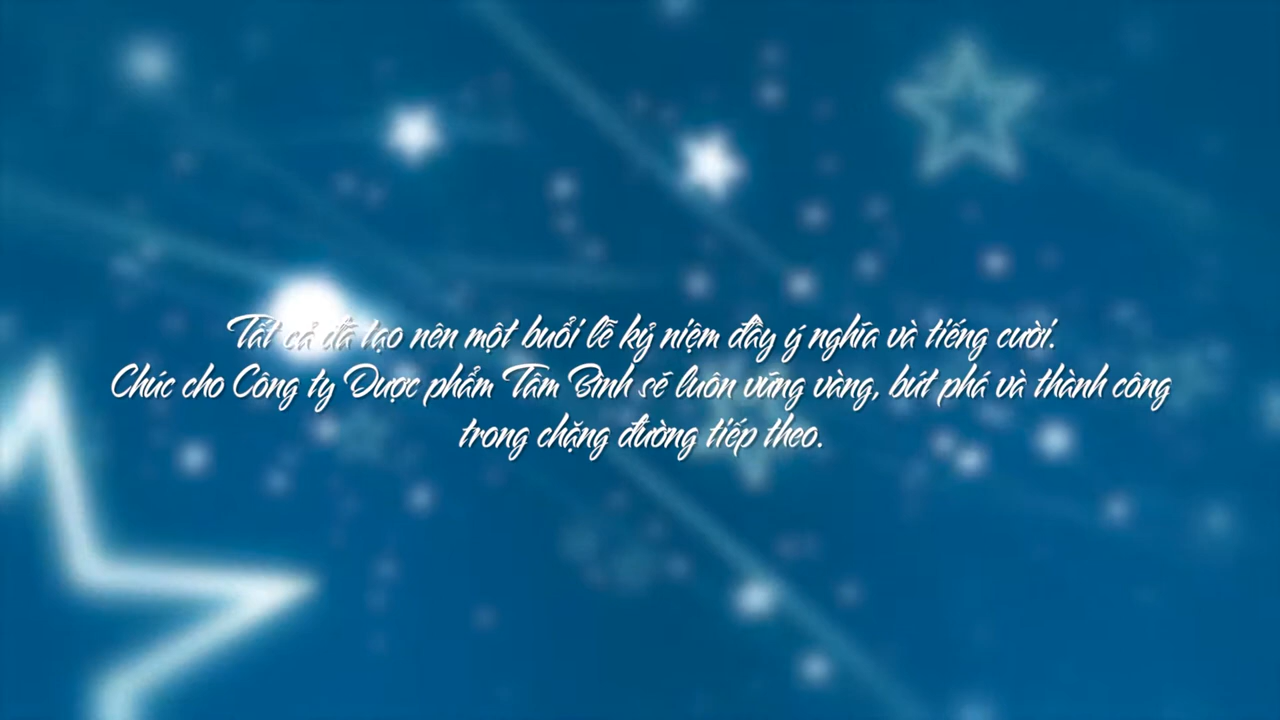 Tất cả đã tạo nên một buổi lễ kỷ niệm đầy ý nghĩa và tiếng cười.
Chúc cho Công ty Dược phẩm Tâm Bình sẽ luôn vững vàng, bứt phá và thành công
trong chặng đường tiếp theo.